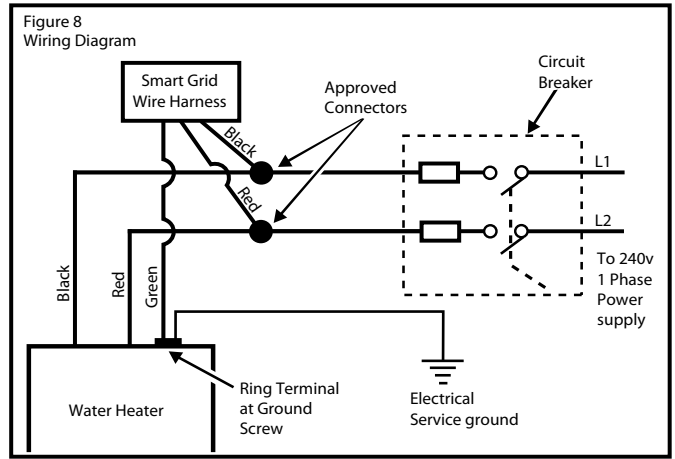 Figure 8
Wiring Diagram
Smart Grid
Wire Harness
Approved
Connectors
Circuit
Breaker
Black
Red
L1
L2
Black
Red
Green
To 240v
1 Phase
Power
supply
Water Heater
Ring Terminal
at Ground
Screw
Electrical
Service ground